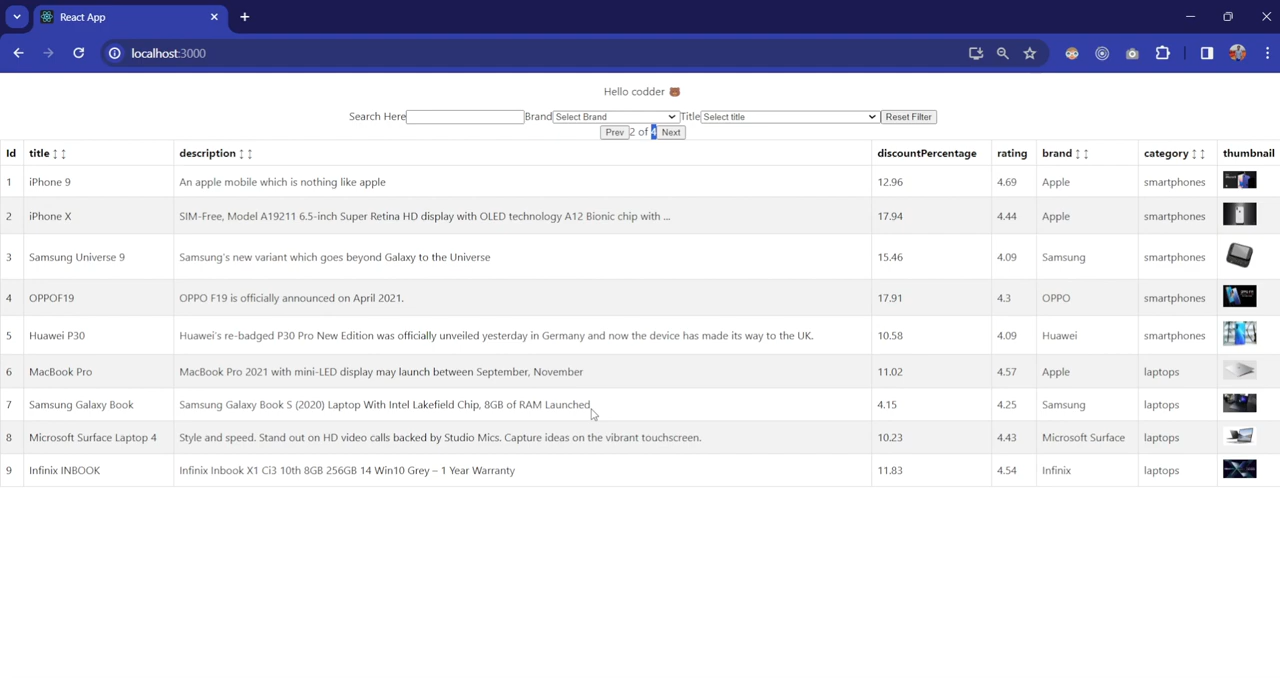 React App
localhost:3000
Hello codder 🐻
Search Here Brand Select Brand Title Select title Reset Filter
Prev 2 of 4 Next
Id title ↕↕ description ↕↕ discountPercentage rating brand ↕↕ category ↕↕ thumbnail
1 iPhone 9 An apple mobile which is nothing like apple 12.96 4.69 Apple smartphones
2 iPhone X SIM-Free, Model A19211 6.5-inch Super Retina HD display with OLED technology A12 Bionic chip with ... 17.94 4.44 Apple smartphones
3 Samsung Universe 9 Samsung's new variant which goes beyond Galaxy to the Universe 15.46 4.09 Samsung smartphones
4 OPPOF19 OPPO F19 is officially announced on April 2021. 17.91 4.3 OPPO smartphones
5 Huawei P30 Huawei's re-badged P30 Pro New Edition was officially unveiled yesterday in Germany and now the device has made its way to the UK. 10.58 4.09 Huawei smartphones
6 MacBook Pro MacBook Pro 2021 with mini-LED display may launch between September, November 11.02 4.57 Apple laptops
7 Samsung Galaxy Book Samsung Galaxy Book S (2020) Laptop With Intel Lakefield Chip, 8GB of RAM Launched 4.15 4.25 Samsung laptops
8 Microsoft Surface Laptop 4 Style and speed. Stand out on HD video calls backed by Studio Mics. Capture ideas on the vibrant touchscreen. 10.23 4.43 Microsoft Surface laptops
9 Infinix INBOOK Infinix Inbook X1 Ci3 10th 8GB 256GB 14 Win10 Grey – 1 Year Warranty 11.83 4.54 Infinix laptops